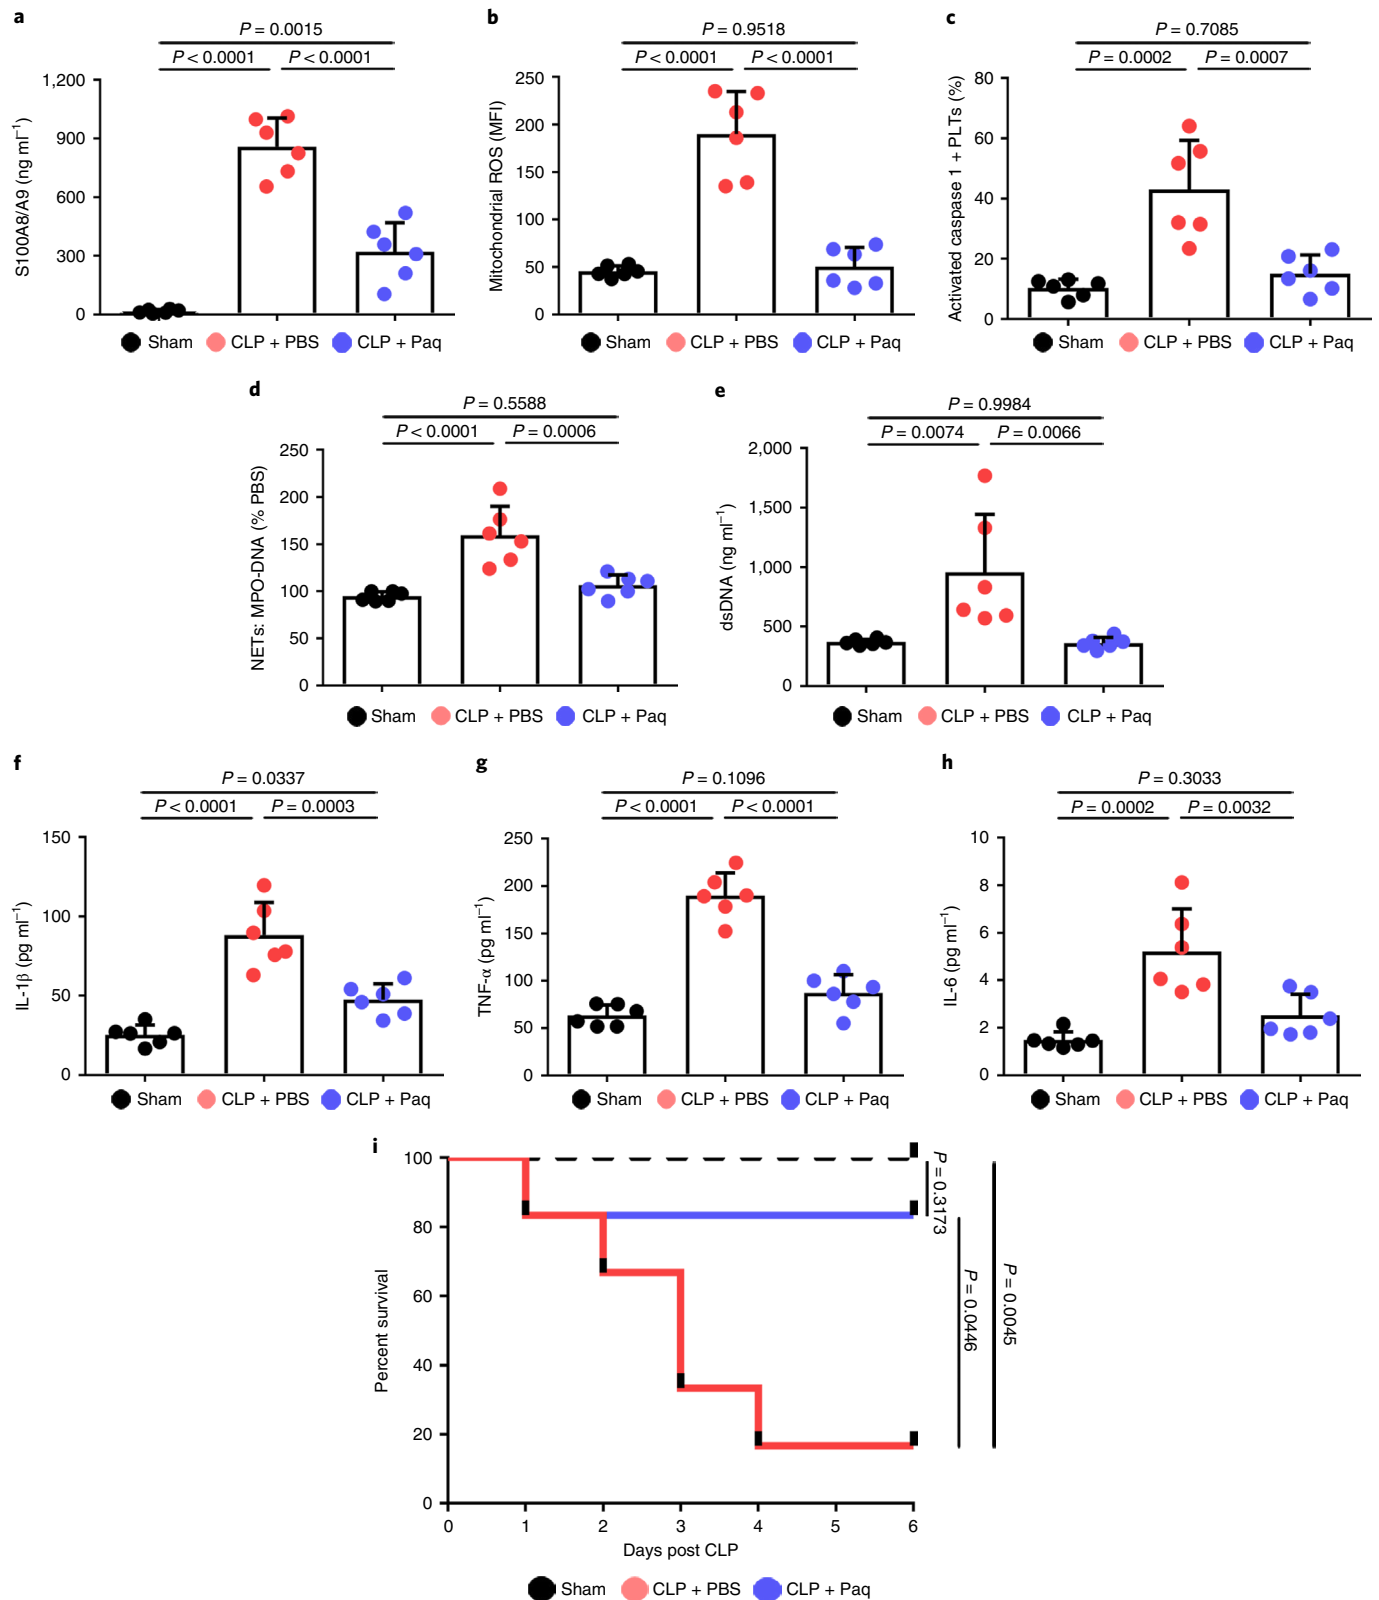 a
P = 0.0015
P < 0.0001 P < 0.0001
S100A8/A9 (ng ml⁻¹)
1,200
900
600
300
0
Sham CLP + PBS CLP + Paq
b
P = 0.9518
P < 0.0001 P < 0.0001
Mitochondrial ROS (MFI)
250
200
150
100
50
0
Sham CLP + PBS CLP + Paq
c
P = 0.7085
P = 0.0002 P = 0.0007
Activated caspase 1 + PLTs (%)
80
60
40
20
0
Sham CLP + PBS CLP + Paq
d
P = 0.5588
P < 0.0001 P = 0.0006
NETs: MPO-DNA (% PBS)
250
200
150
100
50
0
Sham CLP + PBS CLP + Paq
e
P = 0.9984
P = 0.0074 P = 0.0066
dsDNA (ng ml⁻¹)
2,000
1,500
1,000
500
0
Sham CLP + PBS CLP + Paq
f
P = 0.0337
P < 0.0001 P = 0.0003
IL-1β (pg ml⁻¹)
150
100
50
0
Sham CLP + PBS CLP + Paq
g
P = 0.1096
P < 0.0001 P < 0.0001
TNF-α (pg ml⁻¹)
250
200
150
100
50
0
Sham CLP + PBS CLP + Paq
h
P = 0.3033
P = 0.0002 P = 0.0032
IL-6 (pg ml⁻¹)
10
8
6
4
2
0
Sham CLP + PBS CLP + Paq
i
Percent survival
100
80
60
40
20
0
0 1 2 3 4 5 6
Days post CLP
P = 0.3173
P = 0.0446
P = 0.0045
Sham CLP + PBS CLP + Paq